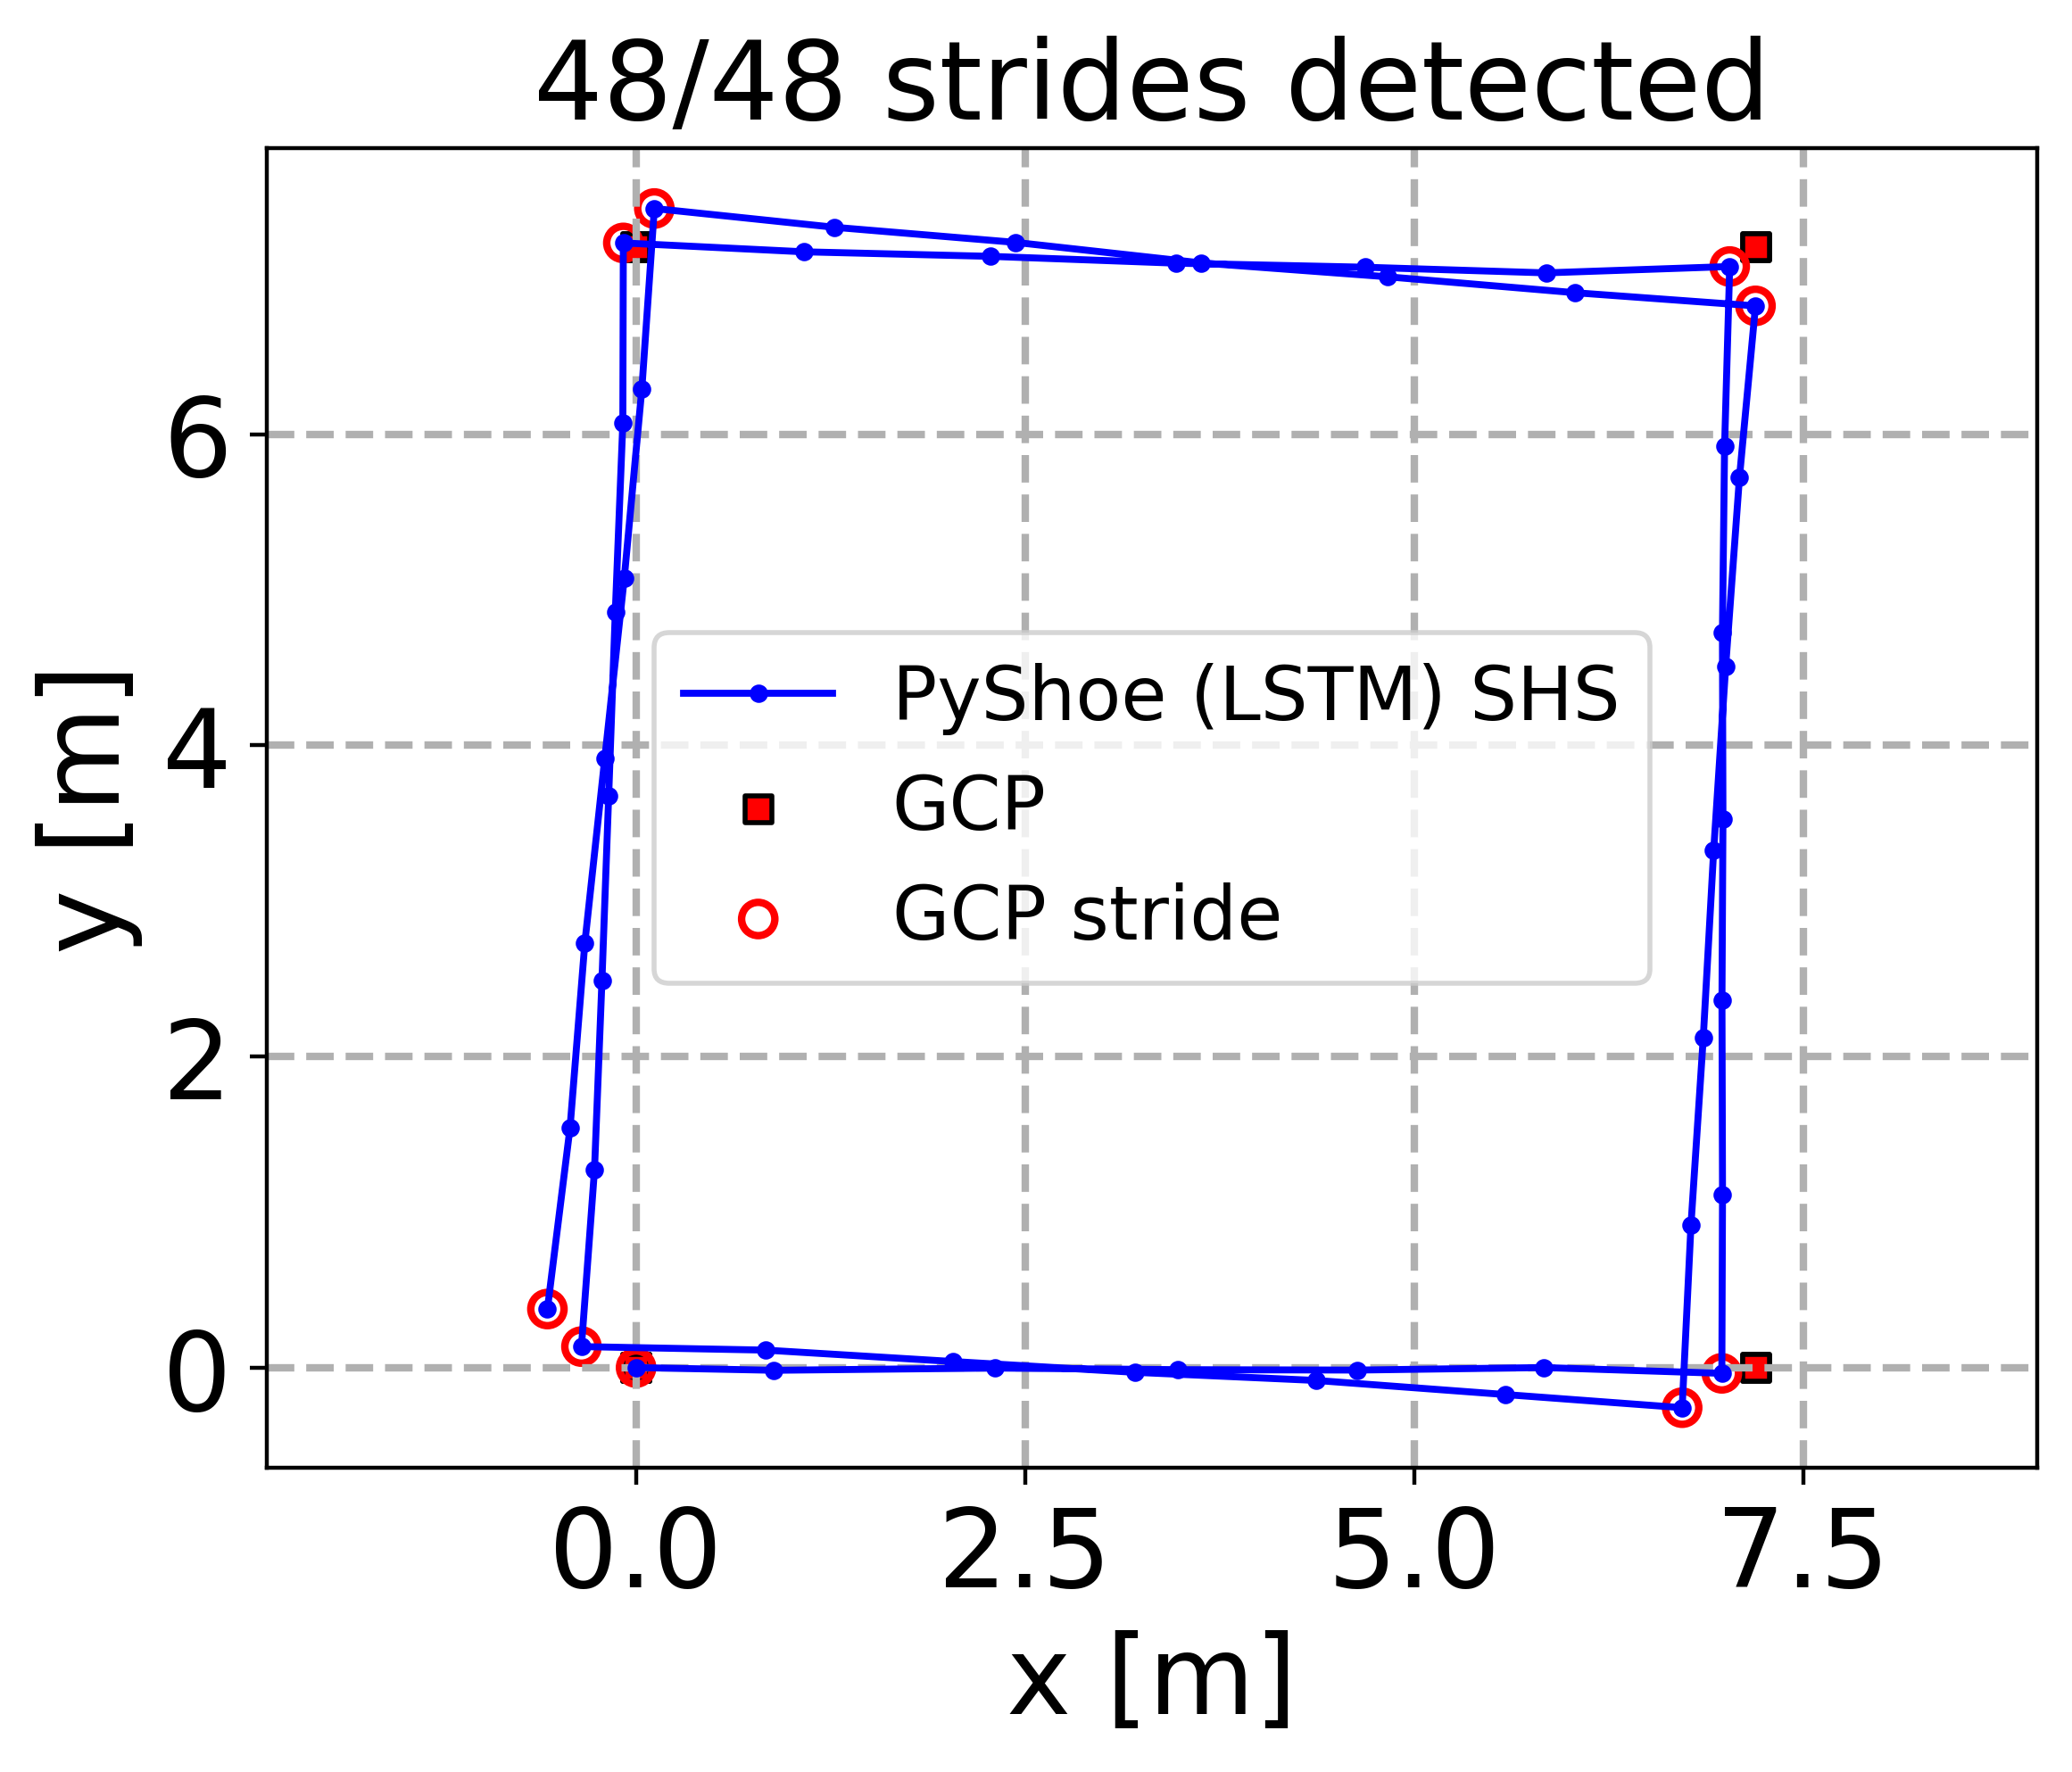 48/48 strides detected
y [m]
6
4
2
0
PyShoe (LSTM) SHS
GCP
GCP stride
0.0 2.5 5.0 7.5
x [m]